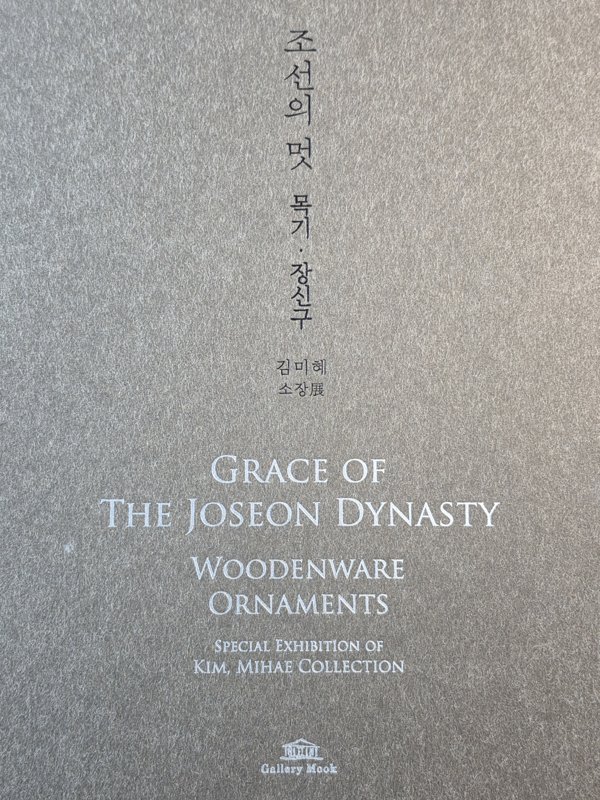 조선의 멋 목기·장신구
김미혜
소장展
GRACE OF
THE JOSEON DYNASTY
WOODENWARE
ORNAMENTS
SPECIAL EXHIBITION OF
KIM, MIHAE COLLECTION
Gallery Mook